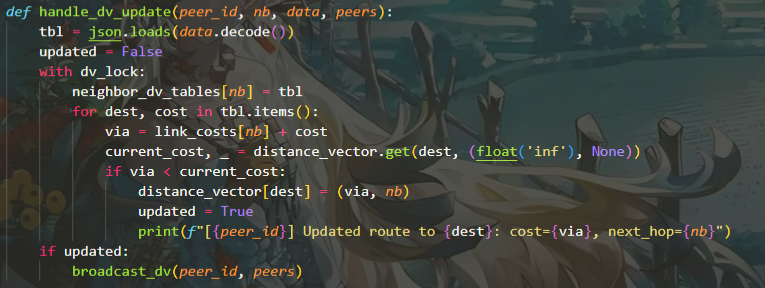 def handle_dv_update(peer_id, nb, data, peers):
    tbl = json.loads(data.decode())
    updated = False
    with dv_lock:
        neighbor_dv_tables[nb] = tbl
        for dest, cost in tbl.items():
            via = link_costs[nb] + cost
            current_cost, _ = distance_vector.get(dest, (float('inf'), None))
            if via < current_cost:
                distance_vector[dest] = (via, nb)
                updated = True
                print(f"[{peer_id}] Updated route to {dest}: cost={via}, next_hop={nb}")
    if updated:
        broadcast_dv(peer_id, peers)